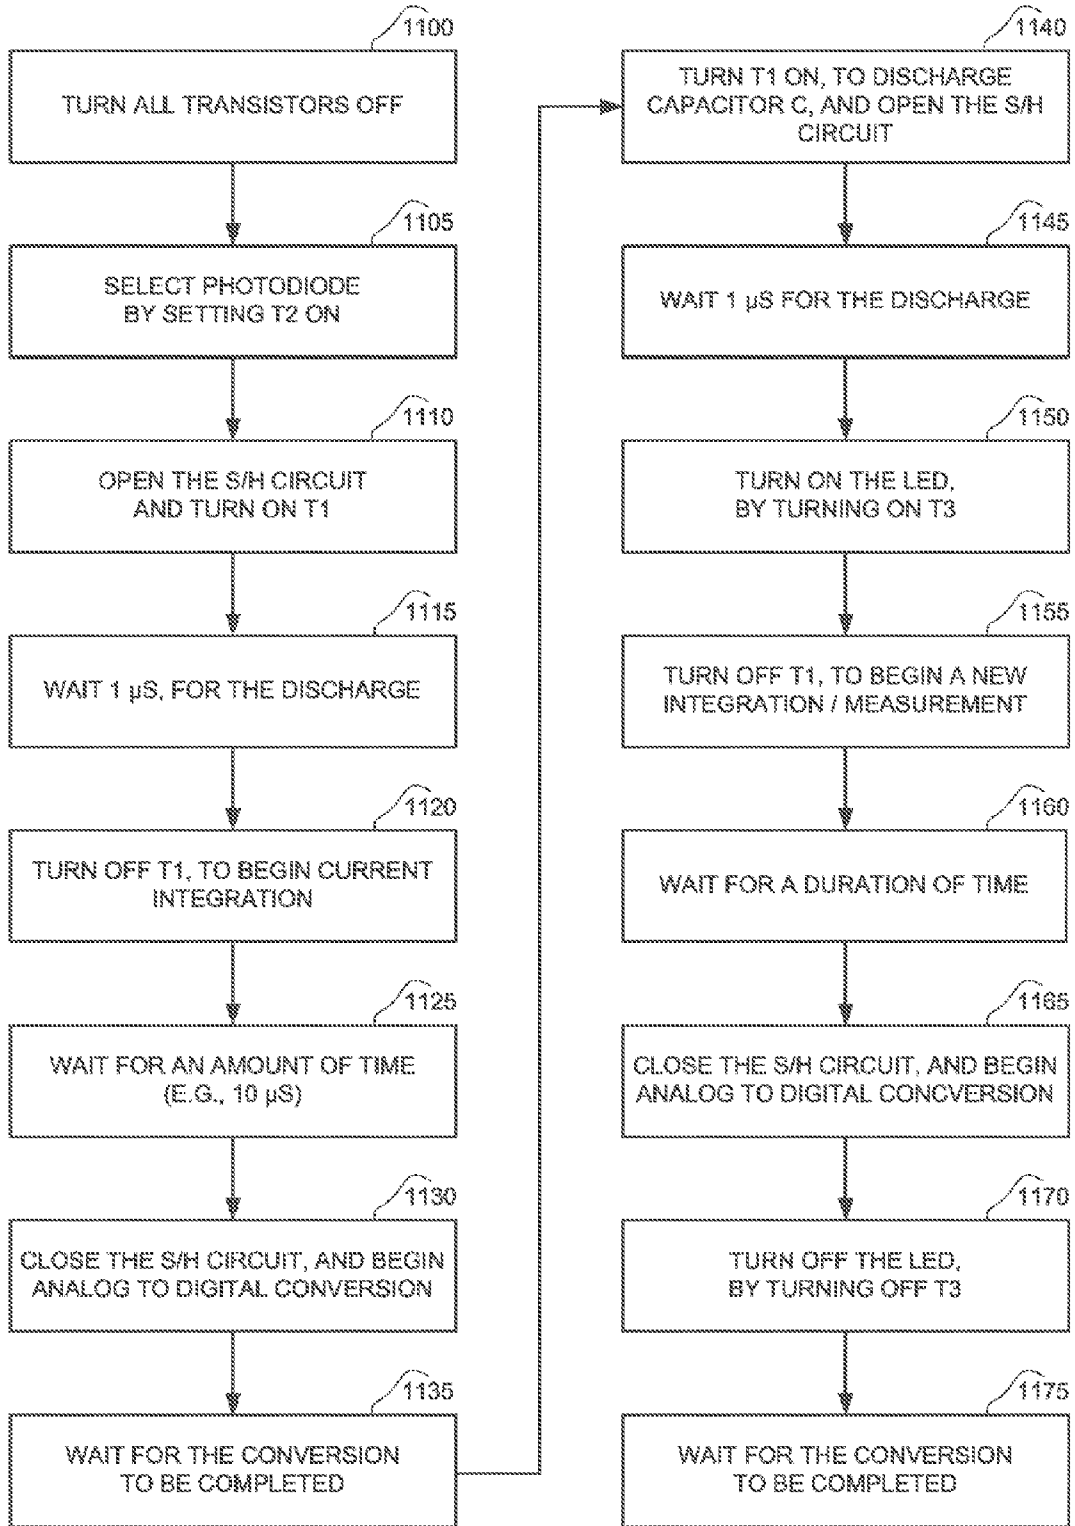 1100
TURN ALL TRANSISTORS OFF
1105
SELECT PHOTODIODE
BY SETTING T2 ON
1110
OPEN THE S/H CIRCUIT
AND TURN ON T1
1115
WAIT 1 µS, FOR THE DISCHARGE
1120
TURN OFF T1, TO BEGIN CURRENT
INTEGRATION
1125
WAIT FOR AN AMOUNT OF TIME
(E.G., 10 µS)
1130
CLOSE THE S/H CIRCUIT, AND BEGIN
ANALOG TO DIGITAL CONVERSION
1135
WAIT FOR THE CONVERSION
TO BE COMPLETED
1140
TURN T1 ON, TO DISCHARGE
CAPACITOR C, AND OPEN THE S/H
CIRCUIT
1145
WAIT 1 µS FOR THE DISCHARGE
1150
TURN ON THE LED,
BY TURNING ON T3
1155
TURN OFF T1, TO BEGIN A NEW
INTEGRATION / MEASUREMENT
1160
WAIT FOR A DURATION OF TIME
1165
CLOSE THE S/H CIRCUIT, AND BEGIN
ANALOG TO DIGITAL CONCVERSION
1170
TURN OFF THE LED,
BY TURNING OFF T3
1175
WAIT FOR THE CONVERSION
TO BE COMPLETED